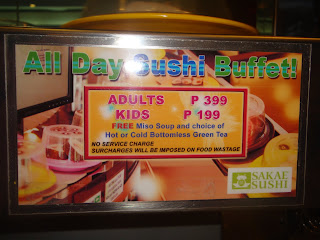 All Day Sushi Buffet!
ADULTS P 399
KIDS P 199
FREE Miso Soup and choice of
Hot or Cold Bottomless Green Tea
NO SERVICE CHARGE
SURCHARGES WILL BE IMPOSED ON FOOD WASTAGE
SAKAE
SUSHI